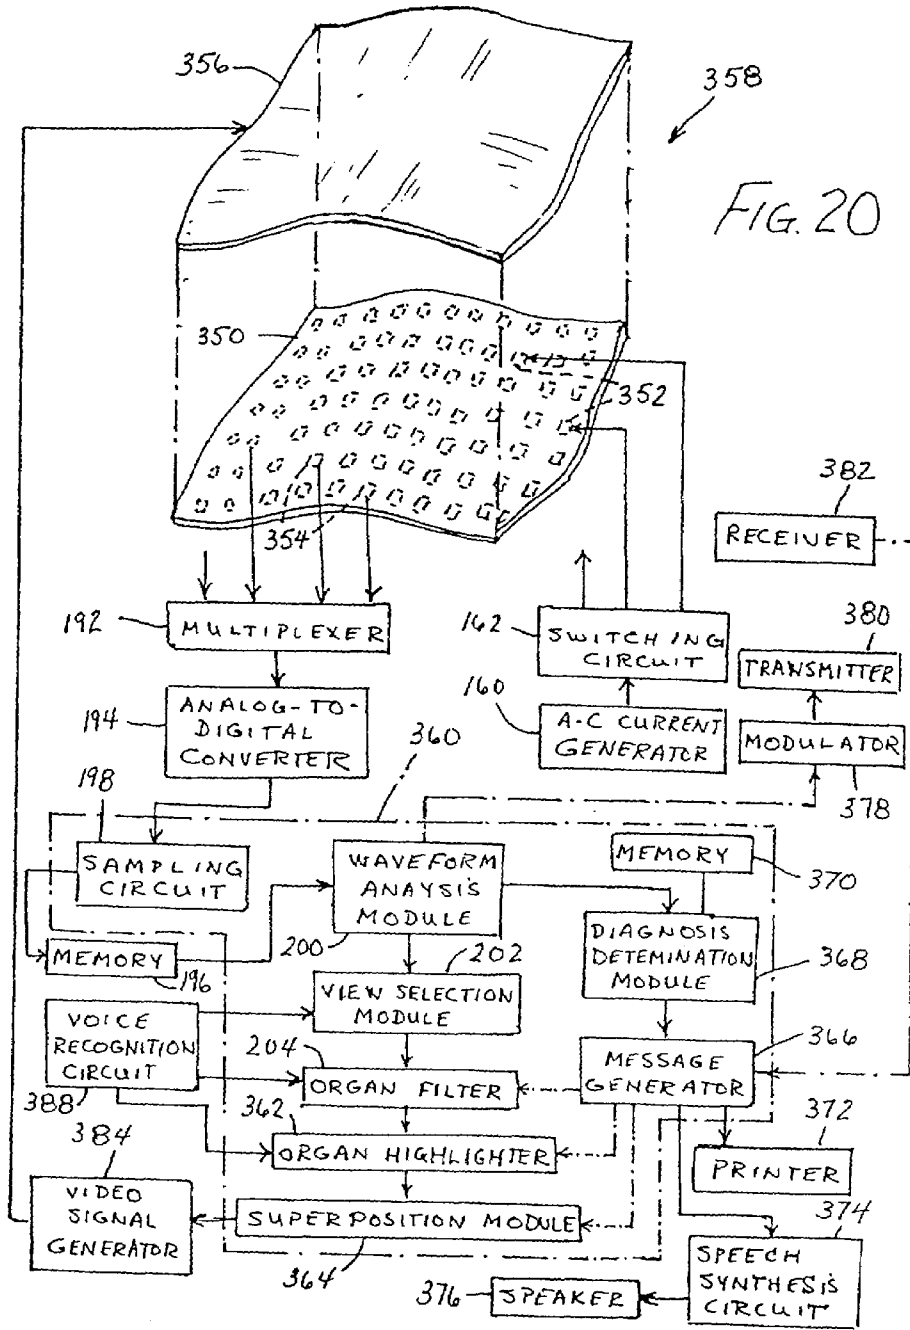 356
358
FIG. 20
350
352
354
382
RECEIVER
192
MULTIPLEXER
162
SWITCHING
CIRCUIT
380
TRANSMITTER
194
ANALOG-TO-
DIGITAL
CONVERTER
160
A-C CURRENT
GENERATOR
MODULATOR
378
360
198
SAMPLING
CIRCUIT
WAVEFORM
ANAYSIS
MODULE
200
MEMORY
370
MEMORY
196
DIAGNOSIS
DETEMINATION
MODULE
368
202
VIEW SELECTION
MODULE
VOICE
RECOGNITION
CIRCUIT
388
204
ORGAN FILTER
MESSAGE
GENERATOR
366
362
ORGAN HIGHLIGHTER
372
PRINTER
384
VIDEO
SIGNAL
GENERATOR
SUPERPOSITION MODULE
364
374
SPEECH
SYNTHESIS
CIRCUIT
376
SPEAKER